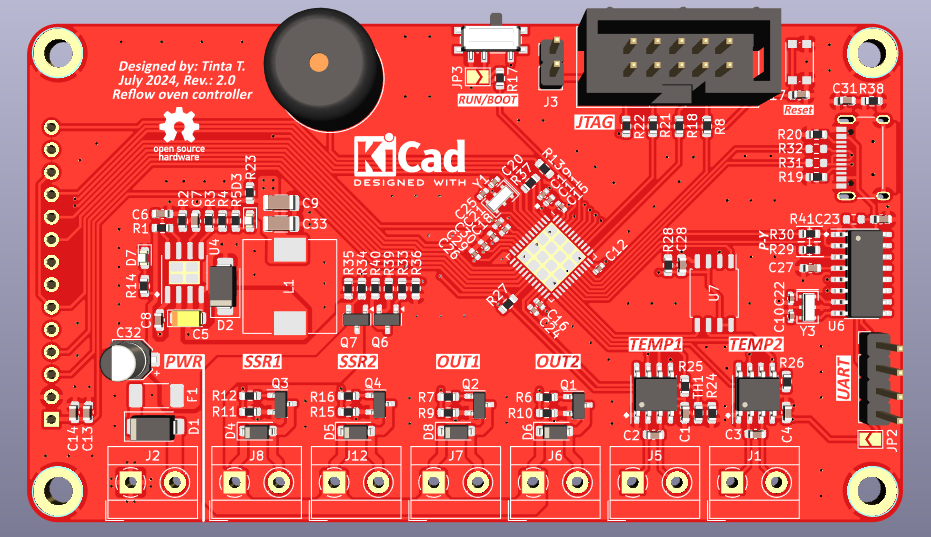 Designed by: Tinta T.
July 2024, Rev.: 2.0
Reflow oven controller
open source
hardware
KiCad
DESIGNED WITH
JP3
R17
RUN/BOOT
J3
JTAG
R22
R21
R18
R8
Reset
C31
R38
R20
R32
R31
R19
R23
D3
R5
R4
R3
C7
R2
C6
R1
C9
C33
U4
D7
R14
C8
C5
D2
L1
C32
+
R35
R34
R40
R39
R33
R36
Q7
Q6
Y1
C20
R37
R13
C25
C12
R27
C16
C24
R28
C28
U7
R41
C23
P-Y
R30
R29
C27
C22
C10
Y3
U6
PWR
SSR1
SSR2
OUT1
OUT2
TEMP1
TEMP2
UART
F1
D1
C14
C13
R12
R11
Q3
D4
R16
R15
Q4
D5
R7
R9
Q2
D8
R6
R10
Q1
D6
R25
TH1
R24
C2
C1
R26
C3
C4
JP2
J2
J8
J12
J7
J6
J5
J1